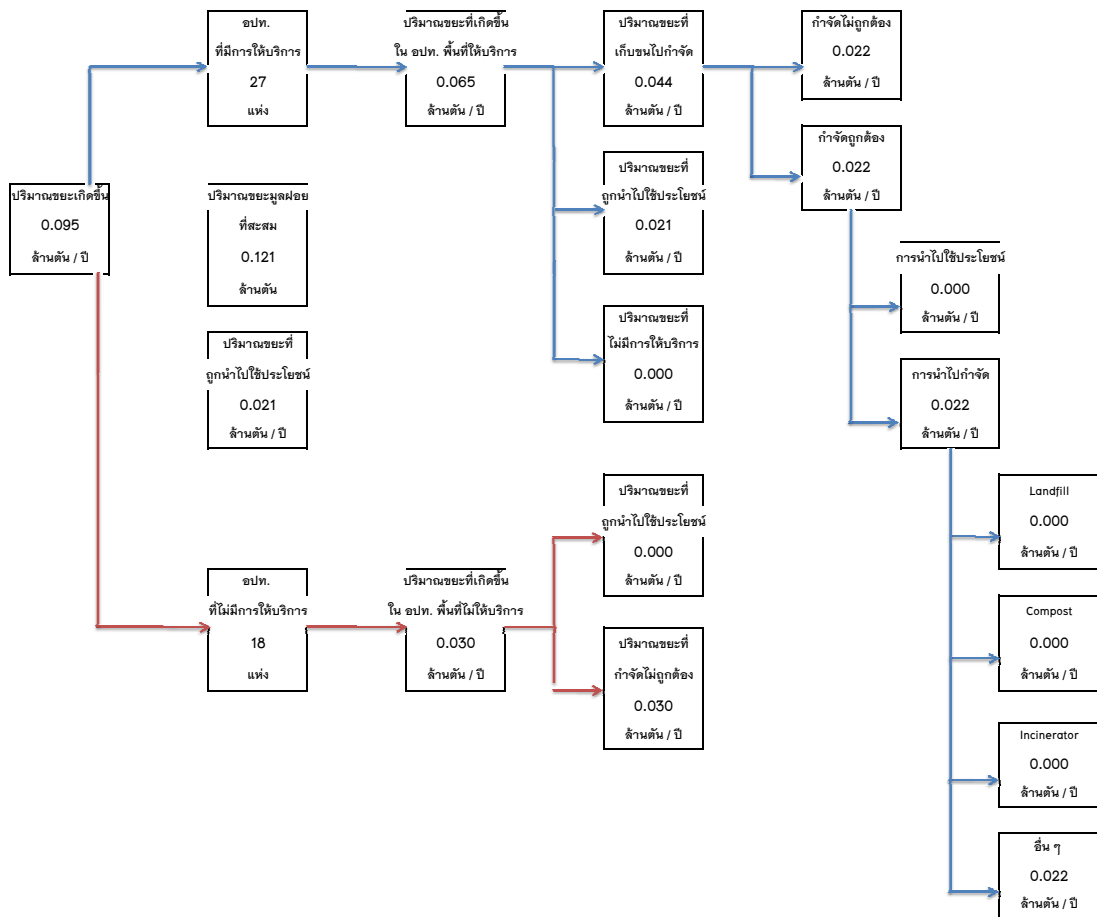 อปท.
ที่มีการให้บริการ
27
แห่ง
ปริมาณขยะที่เกิดขึ้น
ใน อปท. พื้นที่ให้บริการ
0.065
ล้านตัน / ปี
ปริมาณขยะที่
เก็บขนไปกำจัด
0.044
ล้านตัน / ปี
กำจัดไม่ถูกต้อง
0.022
ล้านตัน / ปี
กำจัดถูกต้อง
0.022
ล้านตัน / ปี
ปริมาณขยะเกิดขึ้น
0.095
ล้านตัน / ปี
ปริมาณขยะมูลฝอย
ที่สะสม
0.121
ล้านตัน
ปริมาณขยะที่
ถูกนำไปใช้ประโยชน์
0.021
ล้านตัน / ปี
การนำไปใช้ประโยชน์
0.000
ล้านตัน / ปี
ปริมาณขยะที่
ไม่มีการให้บริการ
0.000
ล้านตัน / ปี
ปริมาณขยะที่
ถูกนำไปใช้ประโยชน์
0.021
ล้านตัน / ปี
การนำไปกำจัด
0.022
ล้านตัน / ปี
ปริมาณขยะที่
ถูกนำไปใช้ประโยชน์
0.000
ล้านตัน / ปี
Landfill
0.000
ล้านตัน / ปี
อปท.
ที่ไม่มีการให้บริการ
18
แห่ง
ปริมาณขยะที่เกิดขึ้น
ใน อปท. พื้นที่ไม่ให้บริการ
0.030
ล้านตัน / ปี
ปริมาณขยะที่
กำจัดไม่ถูกต้อง
0.030
ล้านตัน / ปี
Compost
0.000
ล้านตัน / ปี
Incinerator
0.000
ล้านตัน / ปี
อื่น ๆ
0.022
ล้านตัน / ปี